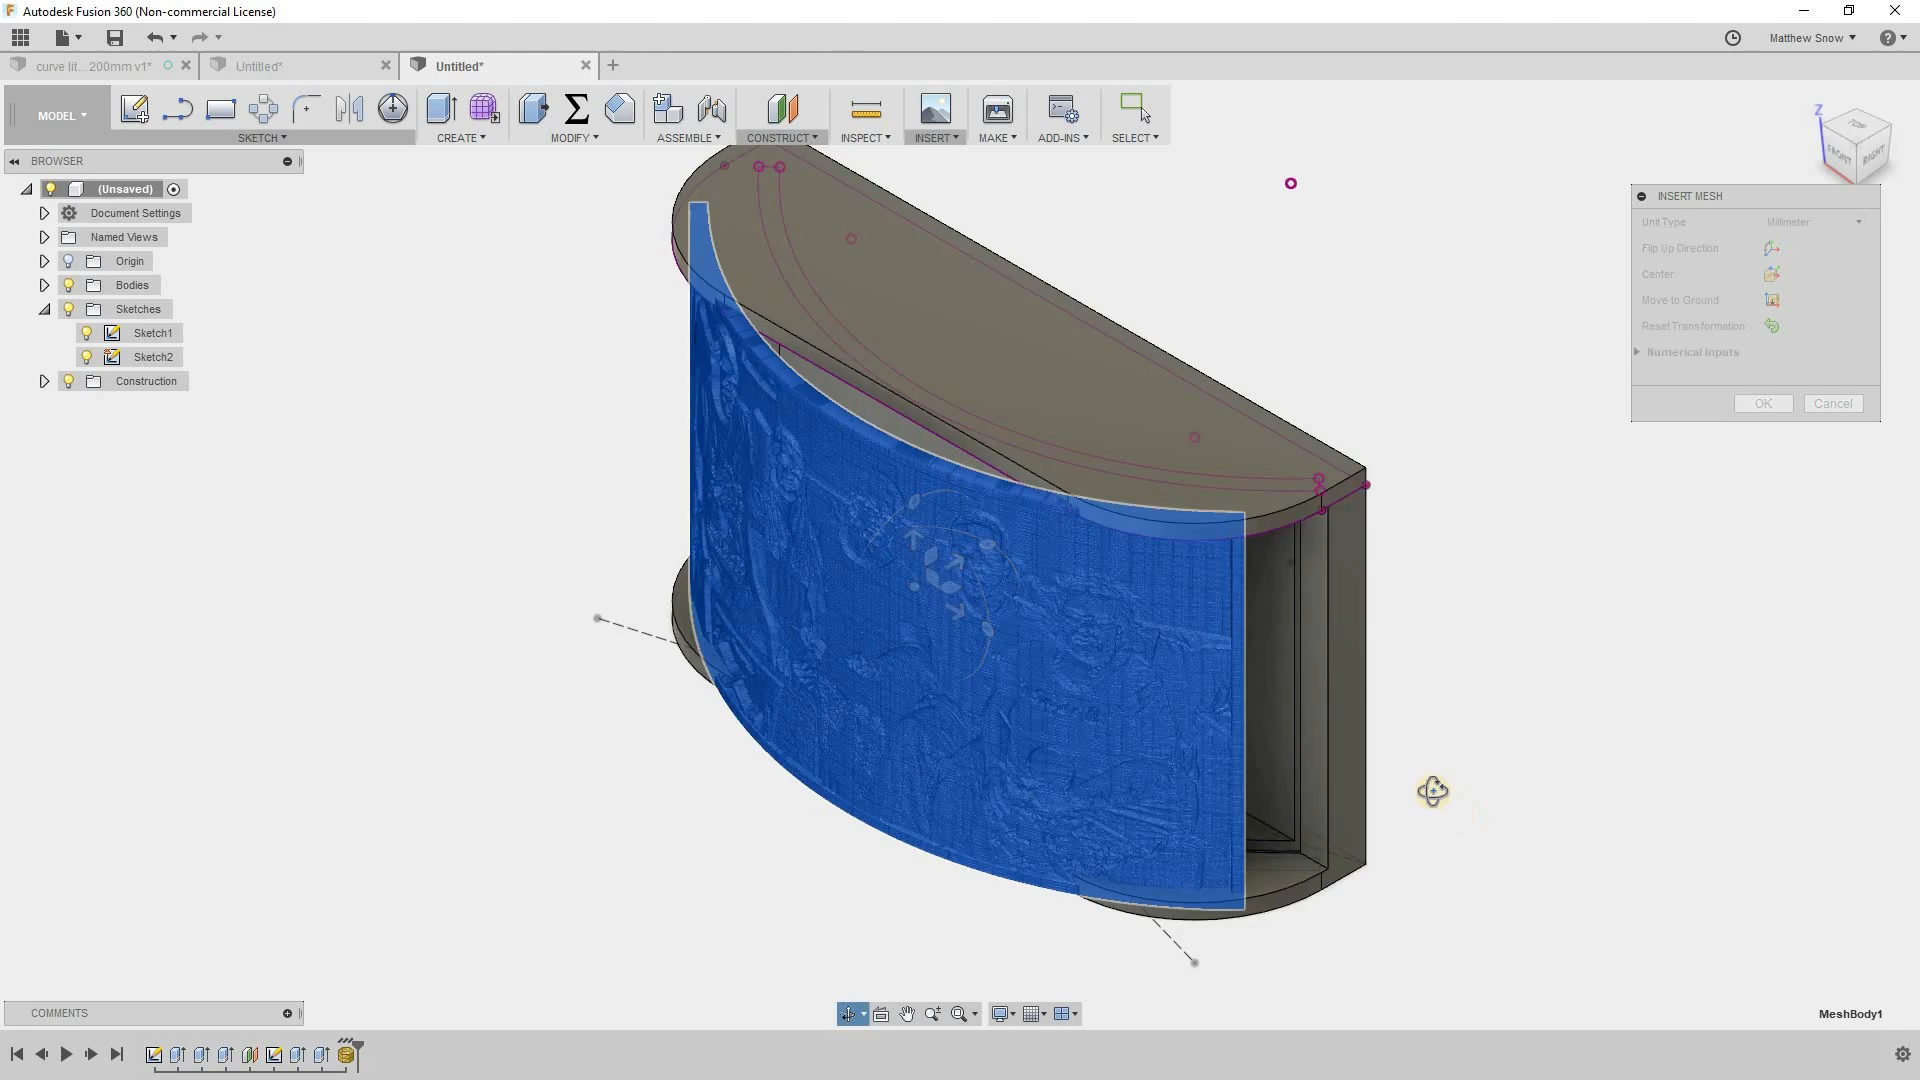 Autodesk Fusion 360 (Non-commercial License)
Matthew Snow
curve lit...200mm v1*
Untitled*
Untitled*
MODEL
SKETCH
CREATE
MODIFY
ASSEMBLE
CONSTRUCT
INSPECT
INSERT
MAKE
ADD-INS
SELECT
BROWSER
(Unsaved)
Document Settings
Named Views
Origin
Bodies
Sketches
Sketch1
Sketch2
Construction
Z
TOP
FRONT
RIGHT
INSERT MESH
Unit Type
Millimeter
Flip Up Direction
Center
Move to Ground
Reset Transformation
Numerical Inputs
OK
Cancel
COMMENTS
MeshBody1